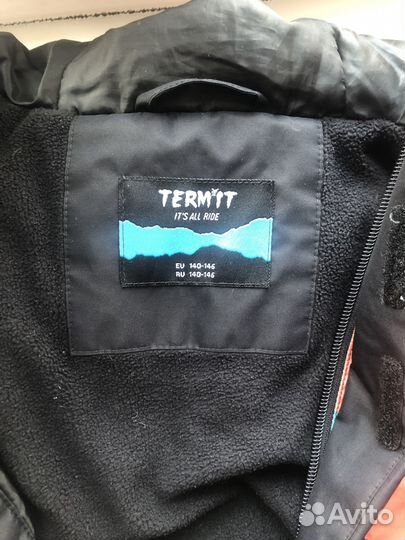 TERMIT
IT'S ALL RIDE
EU 140-146
RU 140-146
Avito